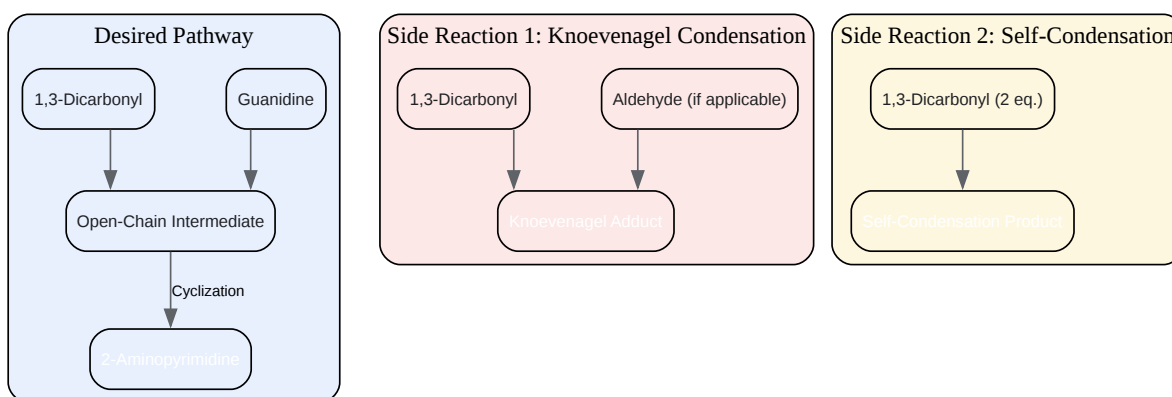 Desired Pathway
1,3-Dicarbonyl
Guanidine
Open-Chain Intermediate
Cyclization
2-Aminopyrimidine
Side Reaction 1: Knoevenagel Condensation
1,3-Dicarbonyl
Aldehyde (if applicable)
Knoevenagel Adduct
Side Reaction 2: Self-Condensation
1,3-Dicarbonyl (2 eq.)
Self-Condensation Product